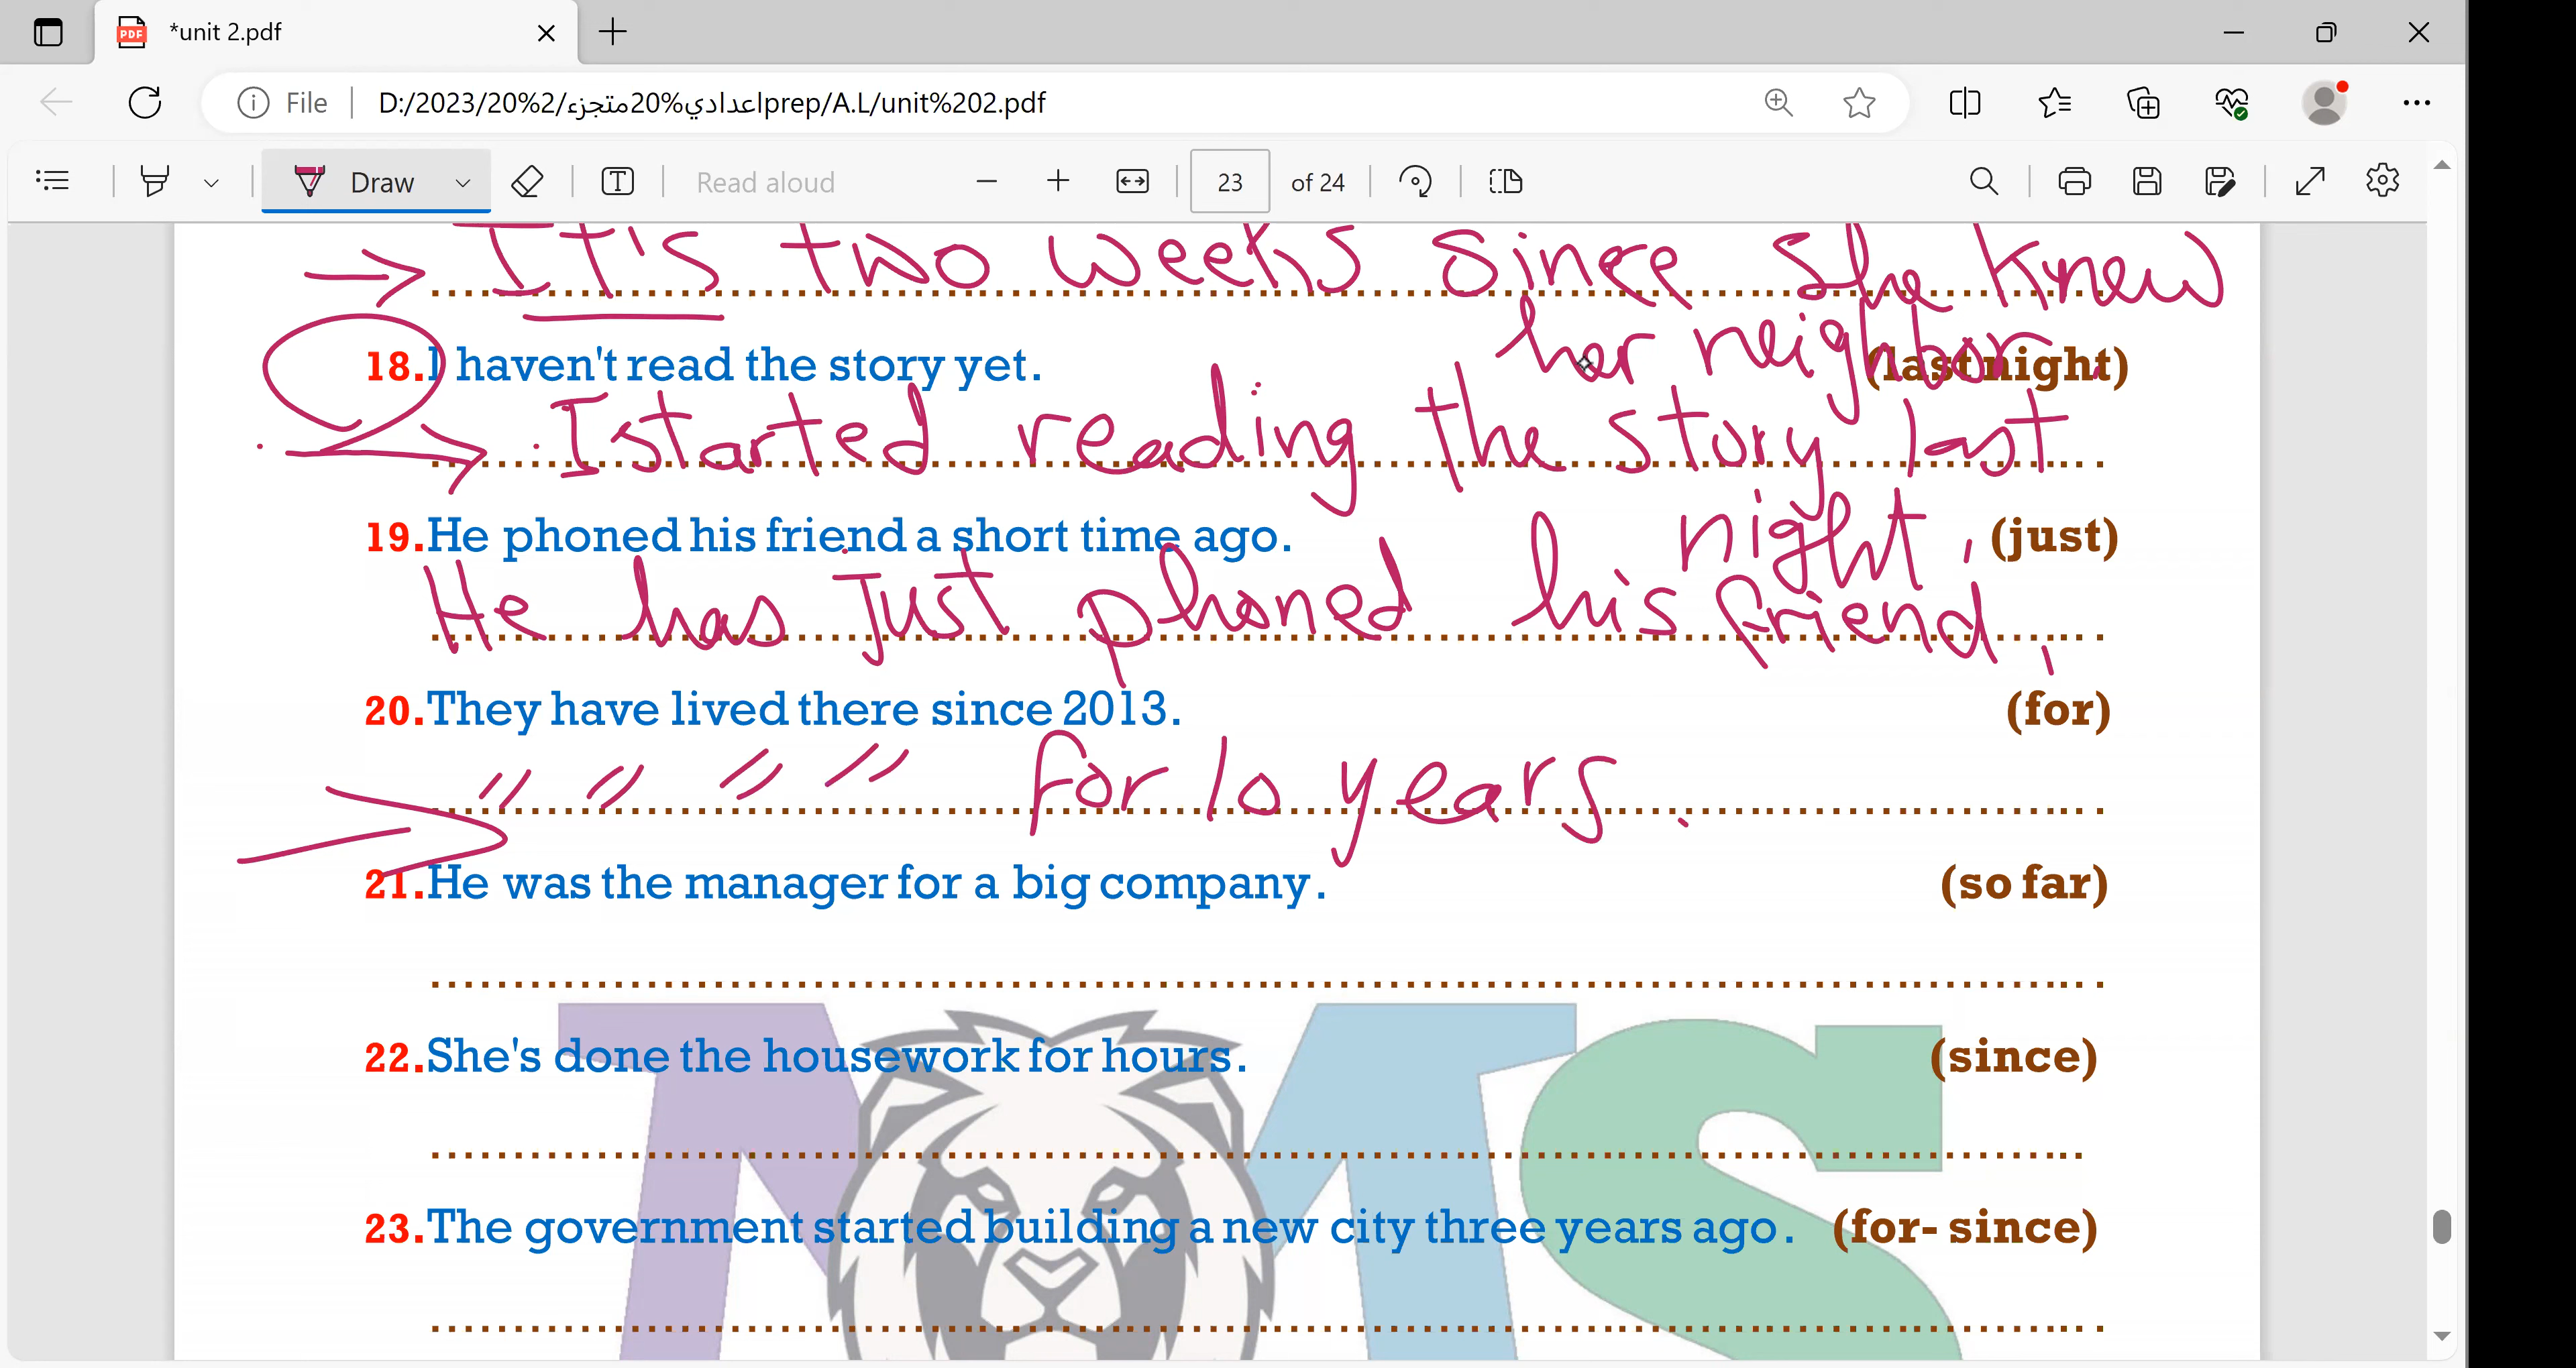 *unit 2.pdf
File D:/2023/20%2/اعدادي%20متجزءprep/A.L/unit%202.pdf
Draw Read aloud 23 of 24
It's two weeks since she knew
her neighbor.
18.I haven't read the story yet. (last night)
I started reading the story last
night.
19.He phoned his friend a short time ago. (just)
He has just phoned his friend.
20.They have lived there since 2013. (for)
" " " " for 10 years.
21.He was the manager for a big company. (so far)
22.She's done the housework for hours. (since)
23.The government started building a new city three years ago. (for- since)
MS